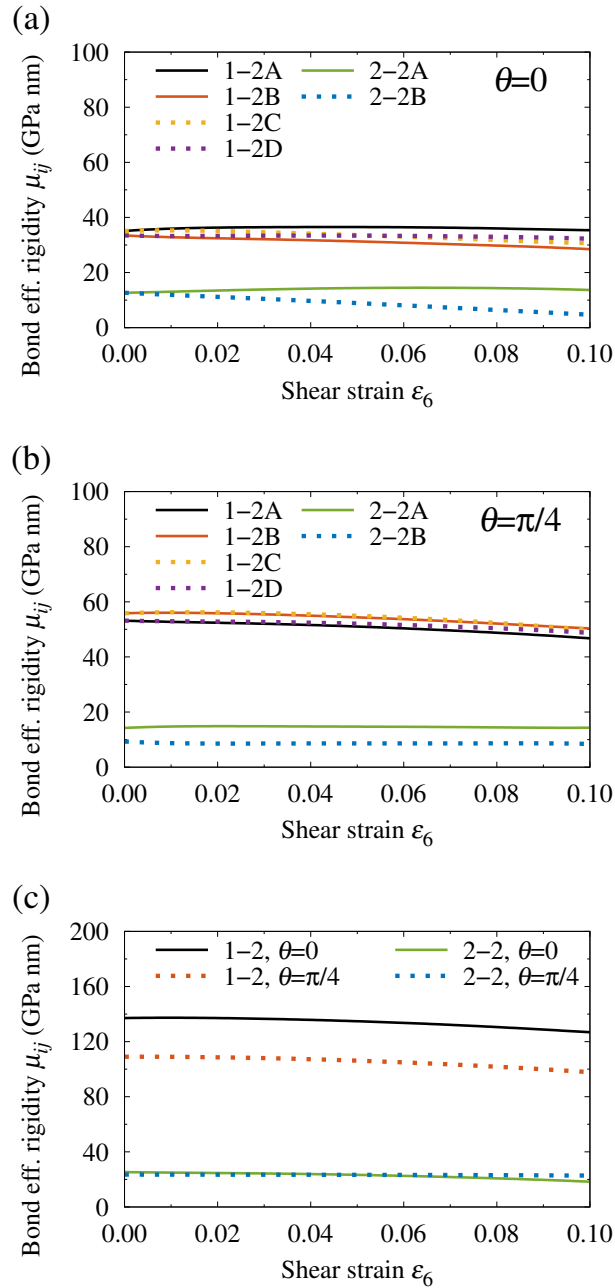 (a)
Bond eff. rigidity μij (GPa nm)
100
80
60
40
20
0
1−2A
1−2B
1−2C
1−2D
2−2A
2−2B
θ=0
0.00 0.02 0.04 0.06 0.08 0.10
Shear strain ε6
(b)
Bond eff. rigidity μij (GPa nm)
100
80
60
40
20
0
1−2A
1−2B
1−2C
1−2D
2−2A
2−2B
θ=π/4
0.00 0.02 0.04 0.06 0.08 0.10
Shear strain ε6
(c)
Bond eff. rigidity μij (GPa nm)
200
160
120
80
40
0
1−2, θ=0
1−2, θ=π/4
2−2, θ=0
2−2, θ=π/4
0.00 0.02 0.04 0.06 0.08 0.10
Shear strain ε6